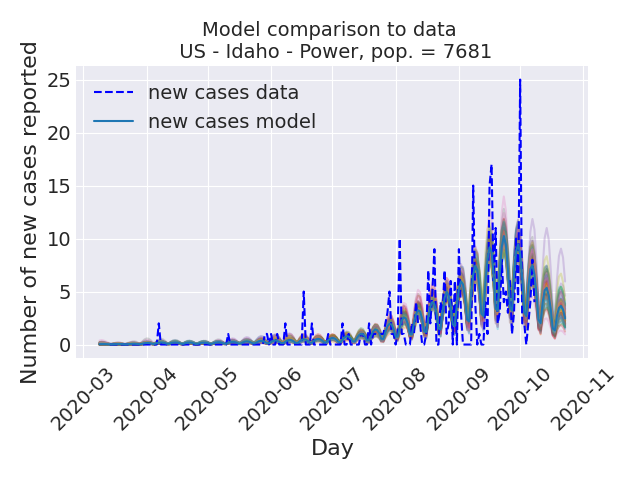 Model comparison to data
US - Idaho - Power, pop. = 7681
Number of new cases reported
25
20
15
10
5
0
new cases data
new cases model
2020-03
2020-04
2020-05
2020-06
2020-07
2020-08
2020-09
2020-10
2020-11
Day